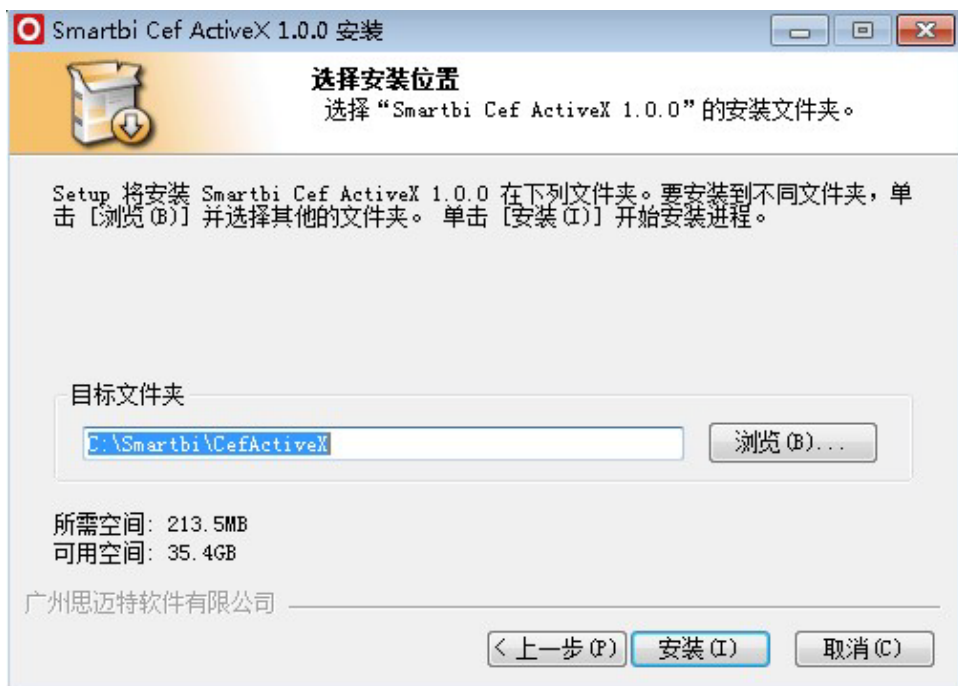 Smartbi Cef ActiveX 1.0.0 安装
选择安装位置
选择“Smartbi Cef ActiveX 1.0.0”的安装文件夹。
Setup 将安装 Smartbi Cef ActiveX 1.0.0 在下列文件夹。要安装到不同文件夹，单
击 [浏览(B)] 并选择其他的文件夹。 单击 [安装(I)] 开始安装进程。
目标文件夹
C:\Smartbi\CefActiveX
浏览(B)...
所需空间: 213.5MB
可用空间: 35.4GB
广州思迈特软件有限公司
< 上一步(P)
安装(I)
取消(C)